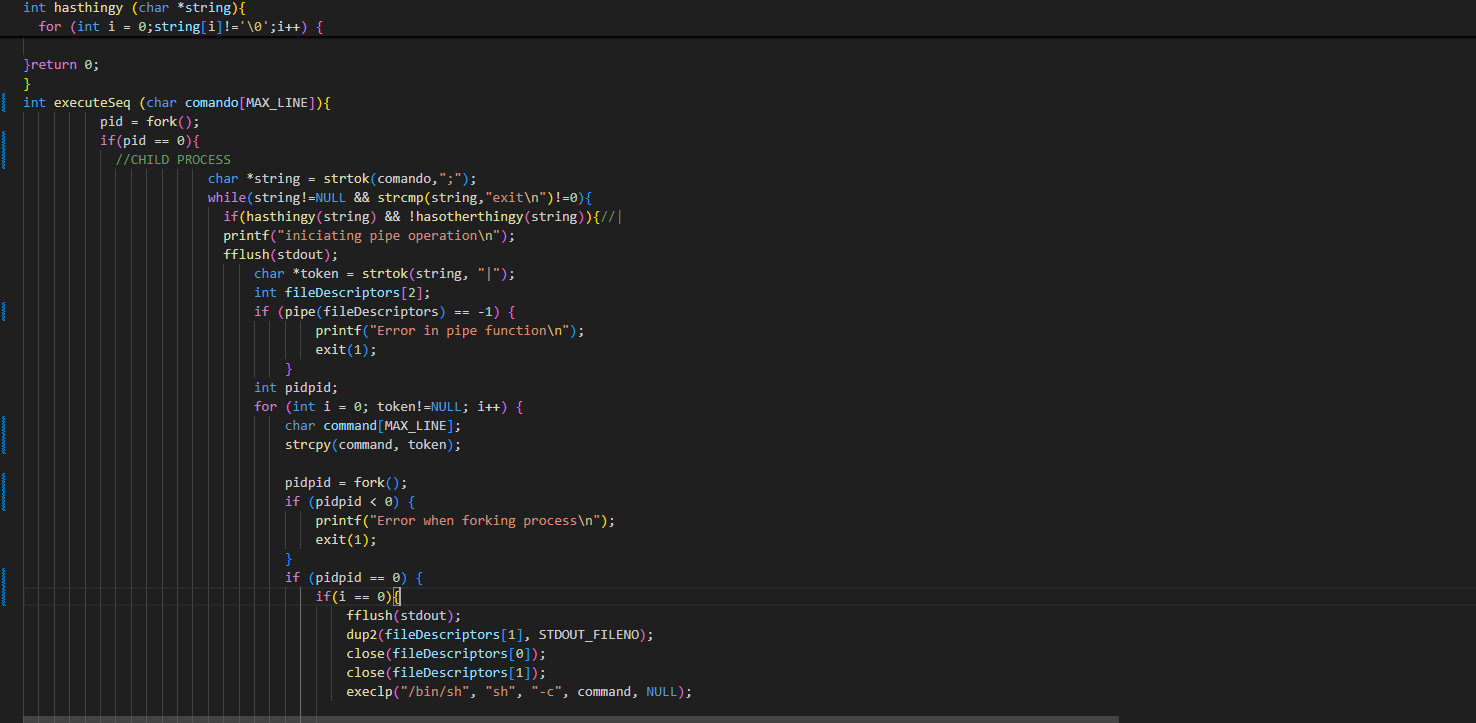 int hasthingy (char *string){
for (int i = 0;string[i]!='\0';i++) {
}return 0;
}
int executeSeq (char comando[MAX_LINE]){
pid = fork();
if(pid == 0){
//CHILD PROCESS
char *string = strtok(comando,";");
while(string!=NULL && strcmp(string,"exit\n")!=0){
if(hasthingy(string) && !hasotherthingy(string)){//|
printf("iniciating pipe operation\n");
fflush(stdout);
char *token = strtok(string, "|");
int fileDescriptors[2];
if (pipe(fileDescriptors) == -1) {
printf("Error in pipe function\n");
exit(1);
}
int pidpid;
for (int i = 0; token!=NULL; i++) {
char command[MAX_LINE];
strcpy(command, token);
pidpid = fork();
if (pidpid < 0) {
printf("Error when forking process\n");
exit(1);
}
if (pidpid == 0) {
if(i == 0){
fflush(stdout);
dup2(fileDescriptors[1], STDOUT_FILENO);
close(fileDescriptors[0]);
close(fileDescriptors[1]);
execlp("/bin/sh", "sh", "-c", command, NULL);